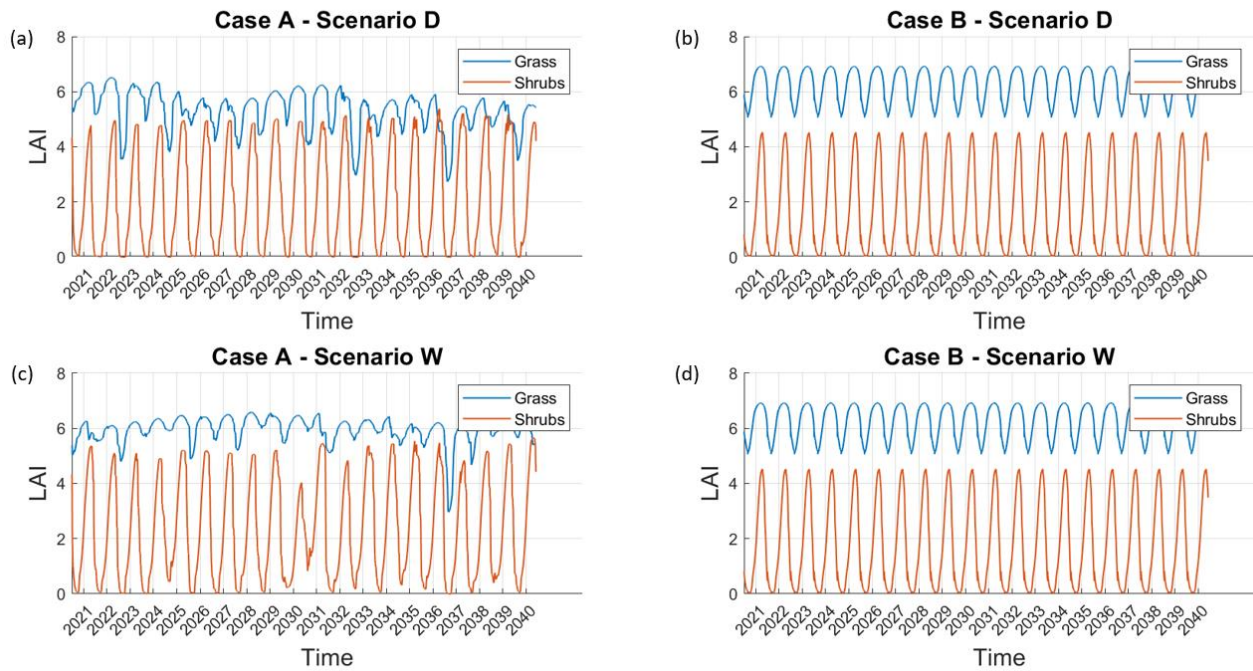 (a)
Case A - Scenario D
8
6
4
2
0
LAI
Grass
Shrubs
2021 2022 2023 2024 2025 2026 2027 2028 2029 2030 2031 2032 2033 2035 2036 2037 2038 2039 2040
Time
(b)
Case B - Scenario D
8
6
4
2
0
LAI
Grass
Shrubs
2021 2022 2023 2024 2025 2026 2027 2028 2029 2030 2031 2032 2033 2034 2035 2036 2037 2038 2039 2040
Time
(c)
Case A - Scenario W
8
6
4
2
0
LAI
Grass
Shrubs
2021 2022 2023 2024 2025 2026 2027 2028 2029 2030 2031 2032 2033 2035 2036 2037 2038 2039 2040
Time
(d)
Case B - Scenario W
8
6
4
2
0
LAI
Grass
Shrubs
2021 2022 2023 2024 2025 2026 2027 2028 2029 2030 2031 2032 2033 2034 2035 2036 2037 2038 2039 2040
Time